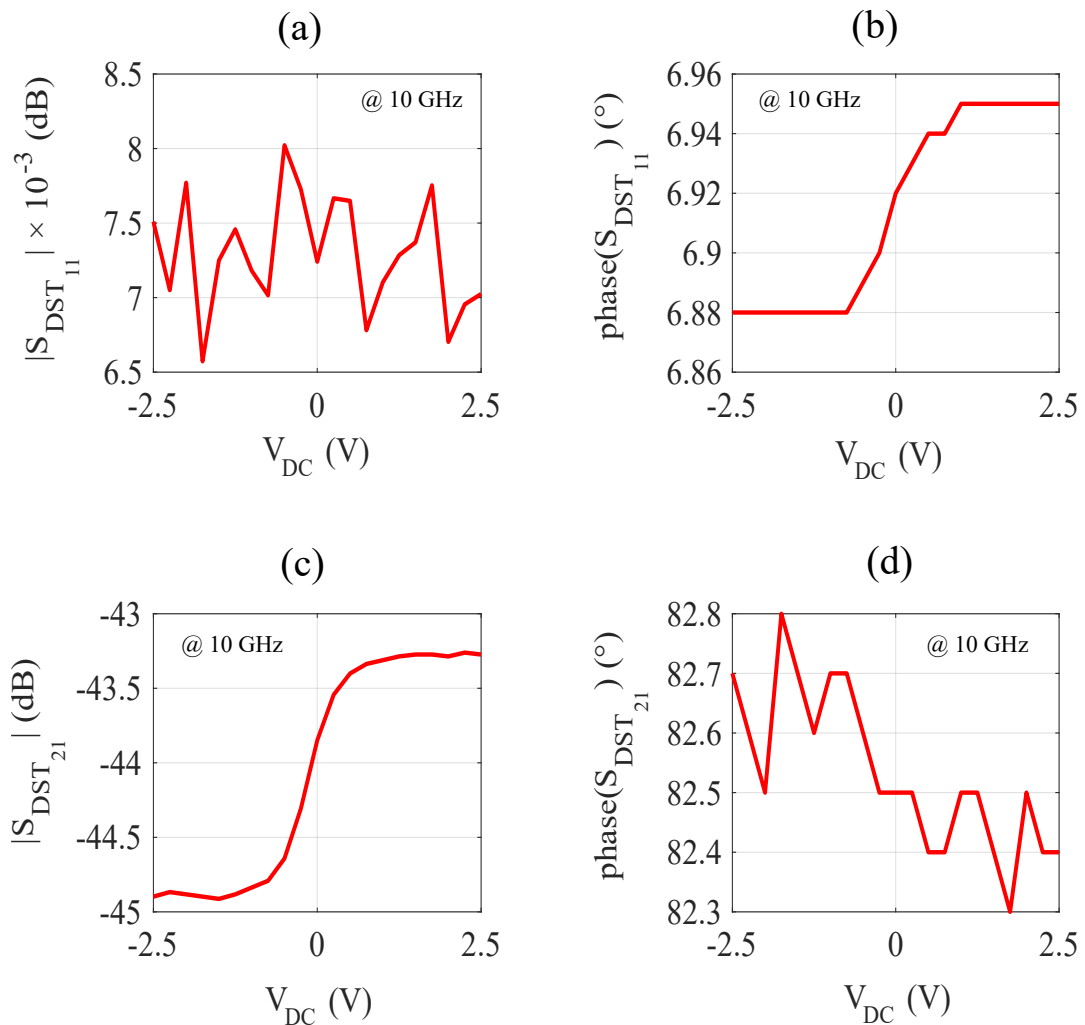 (a)
8.5
8
7.5
7
6.5
-2.5
0
2.5
@ 10 GHz
|S_DST_11| × 10^-3 (dB)
V_DC (V)
(b)
6.96
6.94
6.92
6.9
6.88
6.86
-2.5
0
2.5
@ 10 GHz
phase(S_DST_11) (°)
V_DC (V)
(c)
-43
-43.5
-44
-44.5
-45
-2.5
0
2.5
@ 10 GHz
|S_DST_21| (dB)
V_DC (V)
(d)
82.8
82.7
82.6
82.5
82.4
82.3
-2.5
0
2.5
@ 10 GHz
phase(S_DST_21) (°)
V_DC (V)